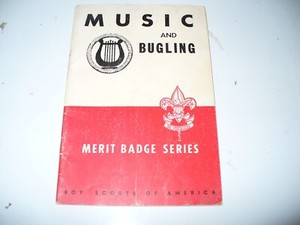 MUSIC
AND
BUGLING
MERIT BADGE SERIES
BOY SCOUTS OF AMERICA